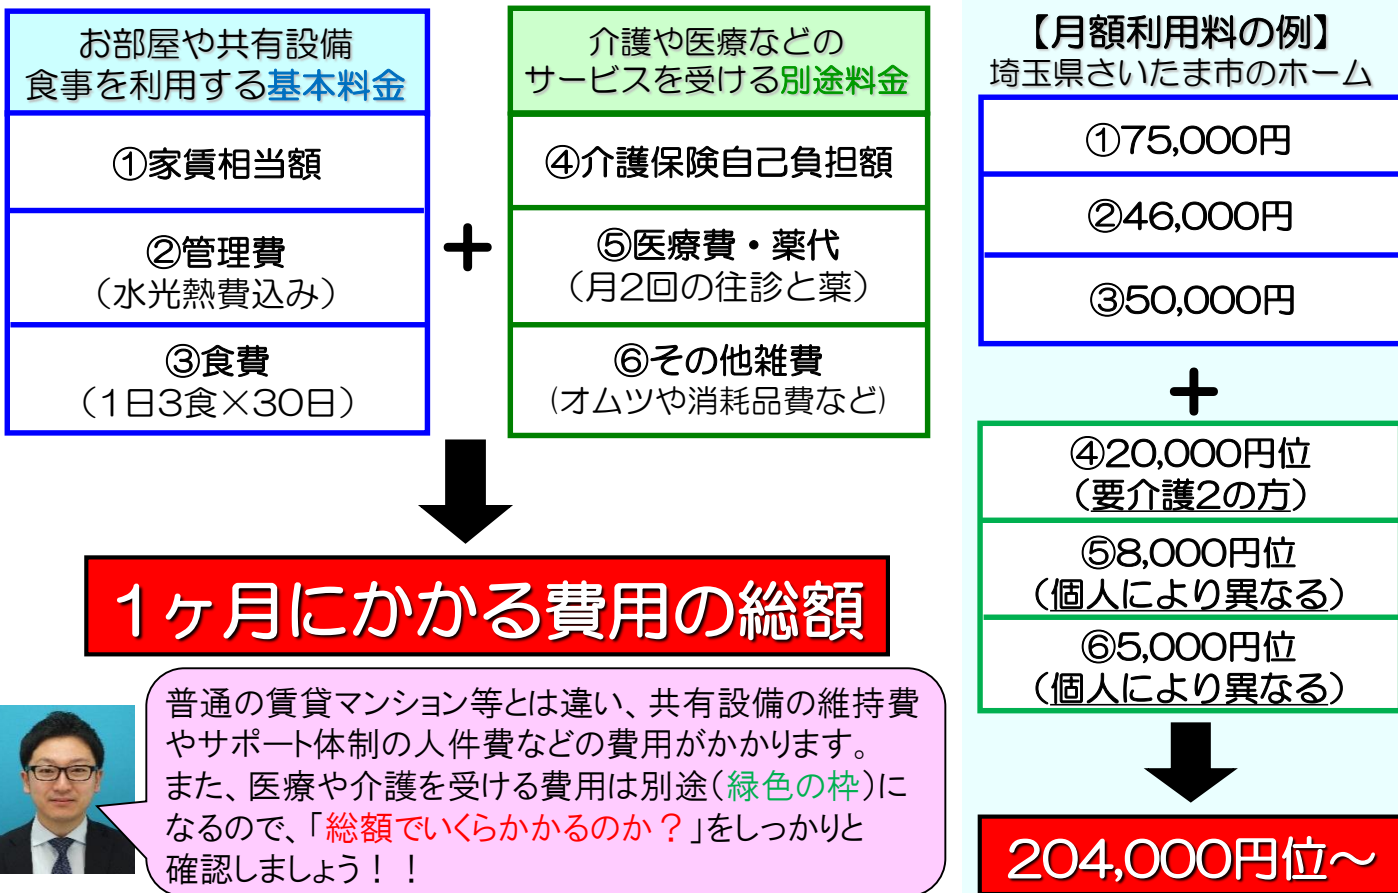 お部屋や共有設備
食事を利用する基本料金
①家賃相当額
②管理費
（水光熱費込み）
③食費
（1日3食×30日）
＋
介護や医療などの
サービスを受ける別途料金
④介護保険自己負担額
⑤医療費・薬代
（月2回の往診と薬）
⑥その他雑費
（オムツや消耗品費など）
1ヶ月にかかる費用の総額
普通の賃貸マンション等とは違い、共有設備の維持費
やサポート体制の人件費などの費用がかかります。
また、医療や介護を受ける費用は別途（緑色の枠）に
なるので、「総額でいくらかかるのか？」をしっかりと
確認しましょう！！
【月額利用料の例】
埼玉県さいたま市のホーム
①75,000円
②46,000円
③50,000円
＋
④20,000円位
（要介護2の方）
⑤8,000円位
（個人により異なる）
⑥5,000円位
（個人により異なる）
204,000円位～